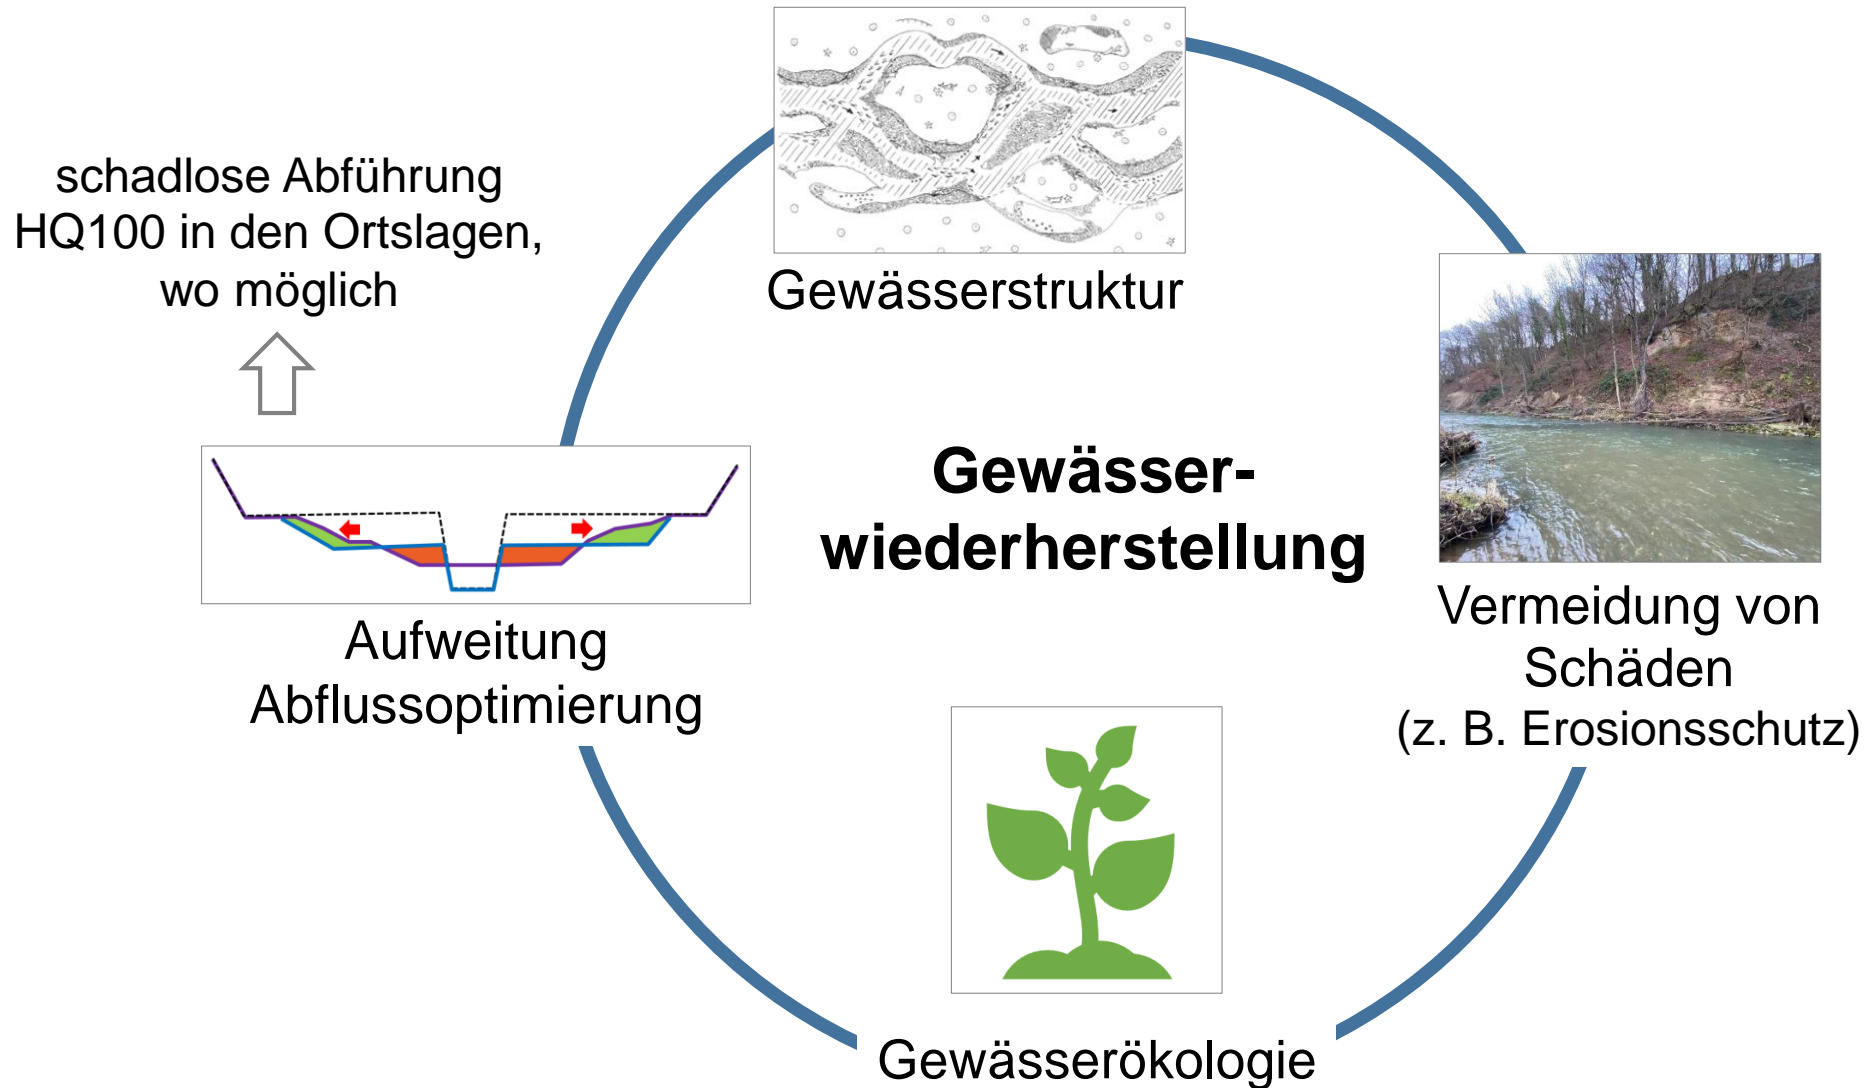 schadlose Abführung
HQ100 in den Ortslagen,
wo möglich
Gewässerstruktur
Gewässer-
wiederherstellung
Aufweitung
Abflussoptimierung
Vermeidung von
Schäden
(z. B. Erosionsschutz)
Gewässerökologie